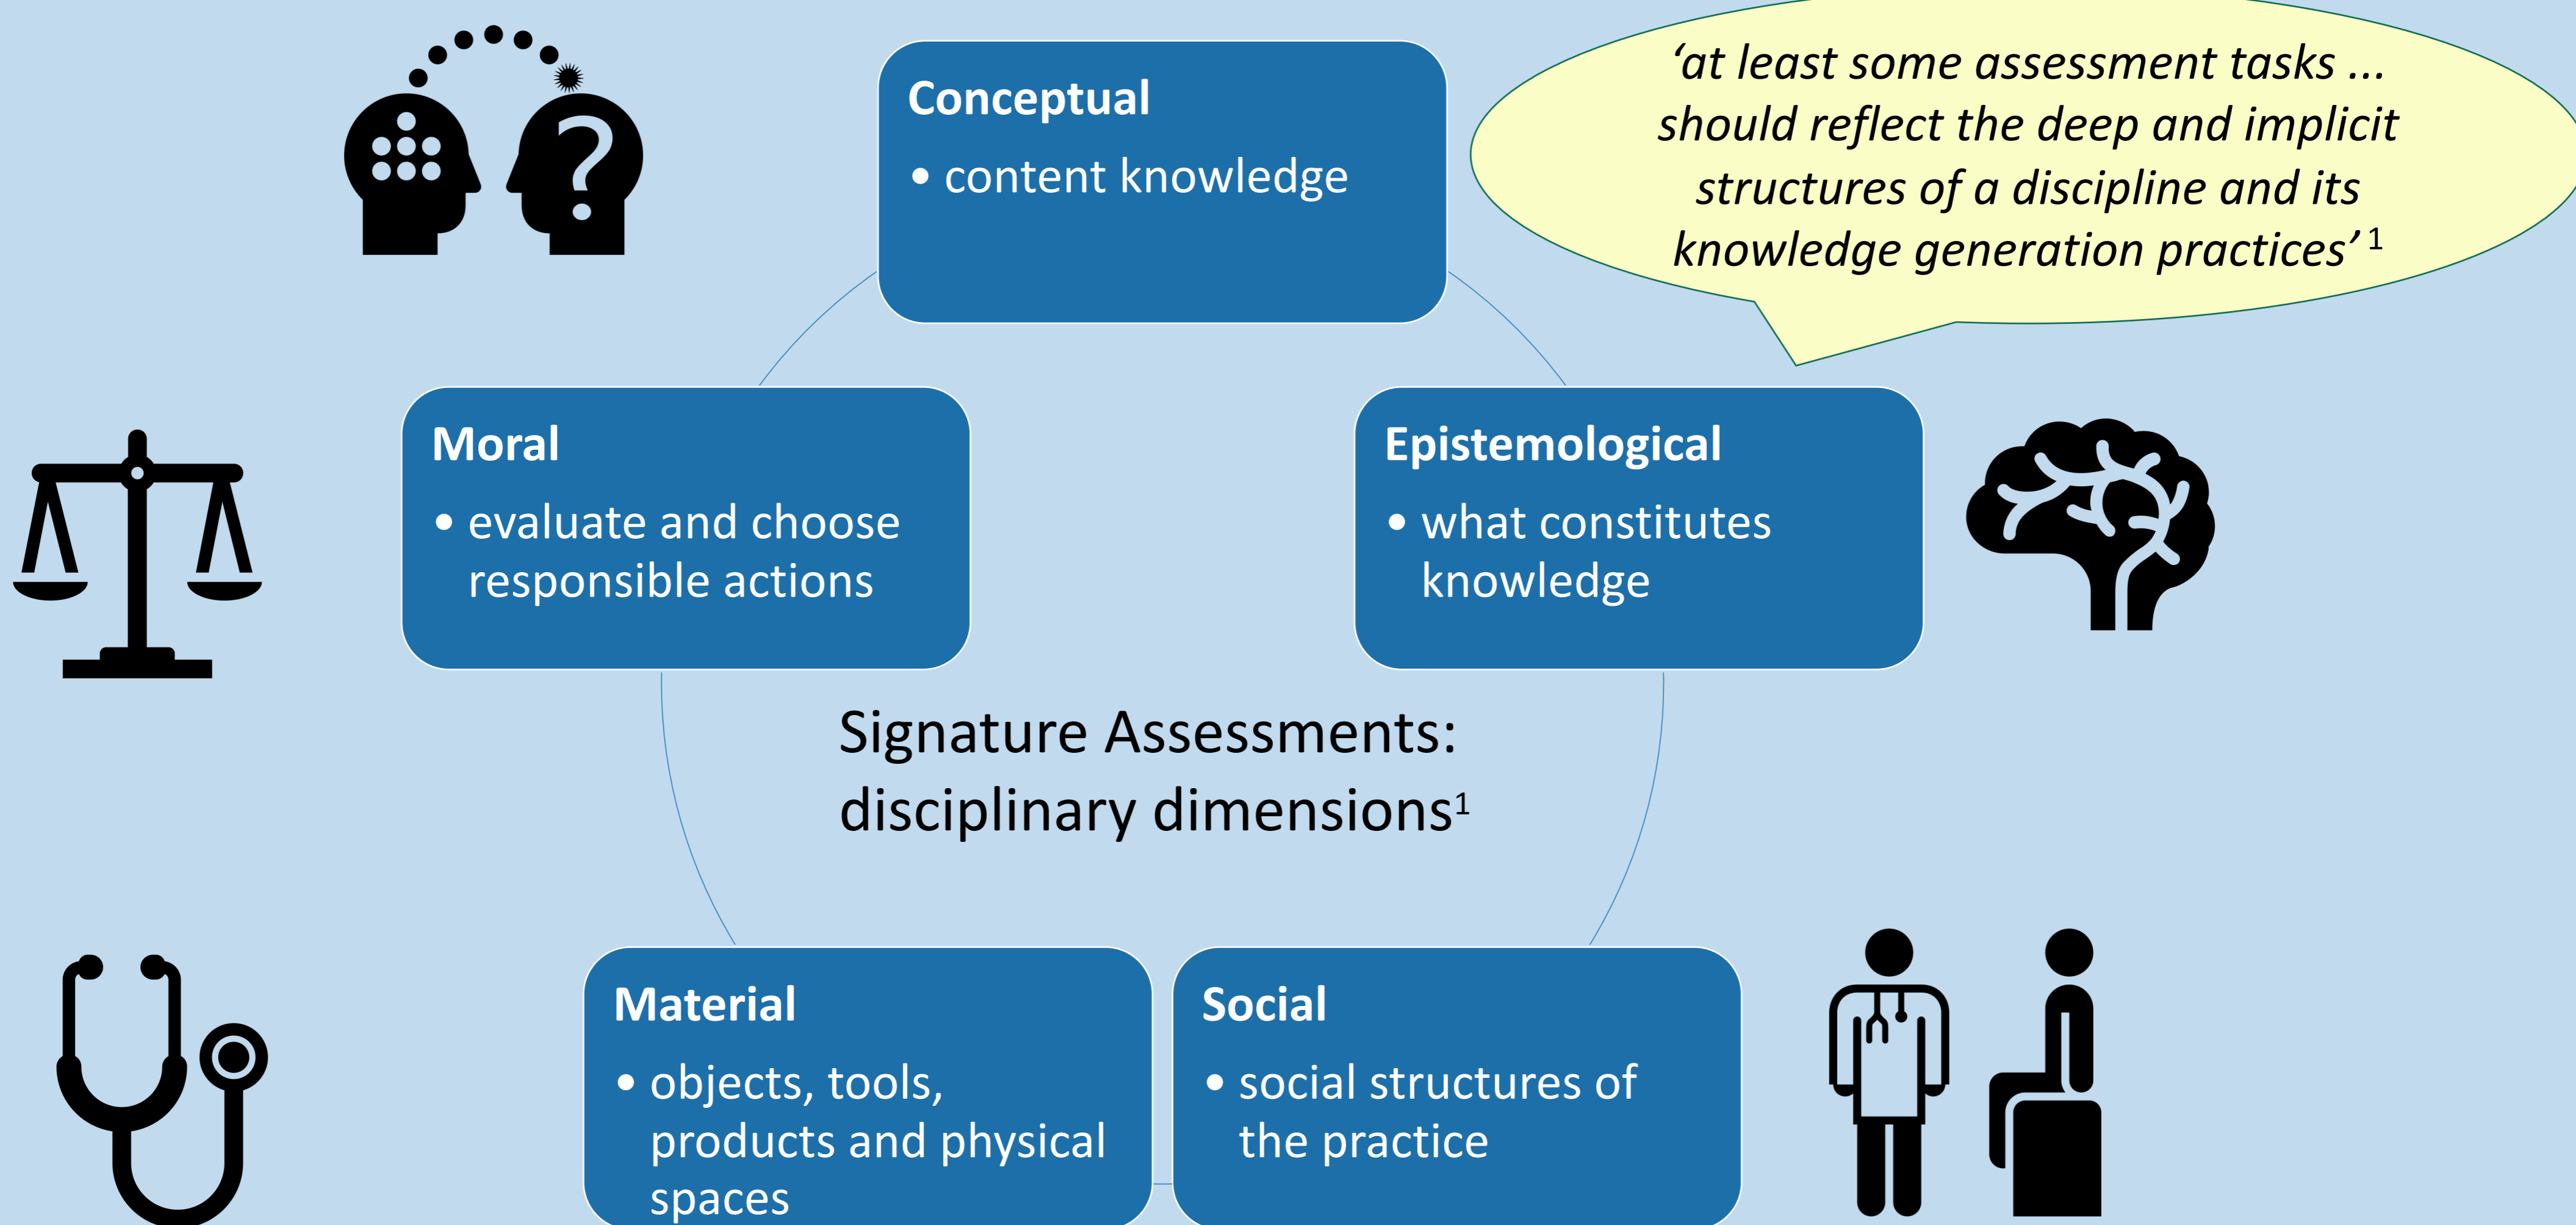 Conceptual
• content knowledge
‘at least some assessment tasks ...
should reflect the deep and implicit
structures of a discipline and its
knowledge generation practices’ 1
Moral
• evaluate and choose
responsible actions
Epistemological
• what constitutes
knowledge
Signature Assessments:
disciplinary dimensions1
Material
• objects, tools,
products and physical
spaces
Social
• social structures of
the practice
?